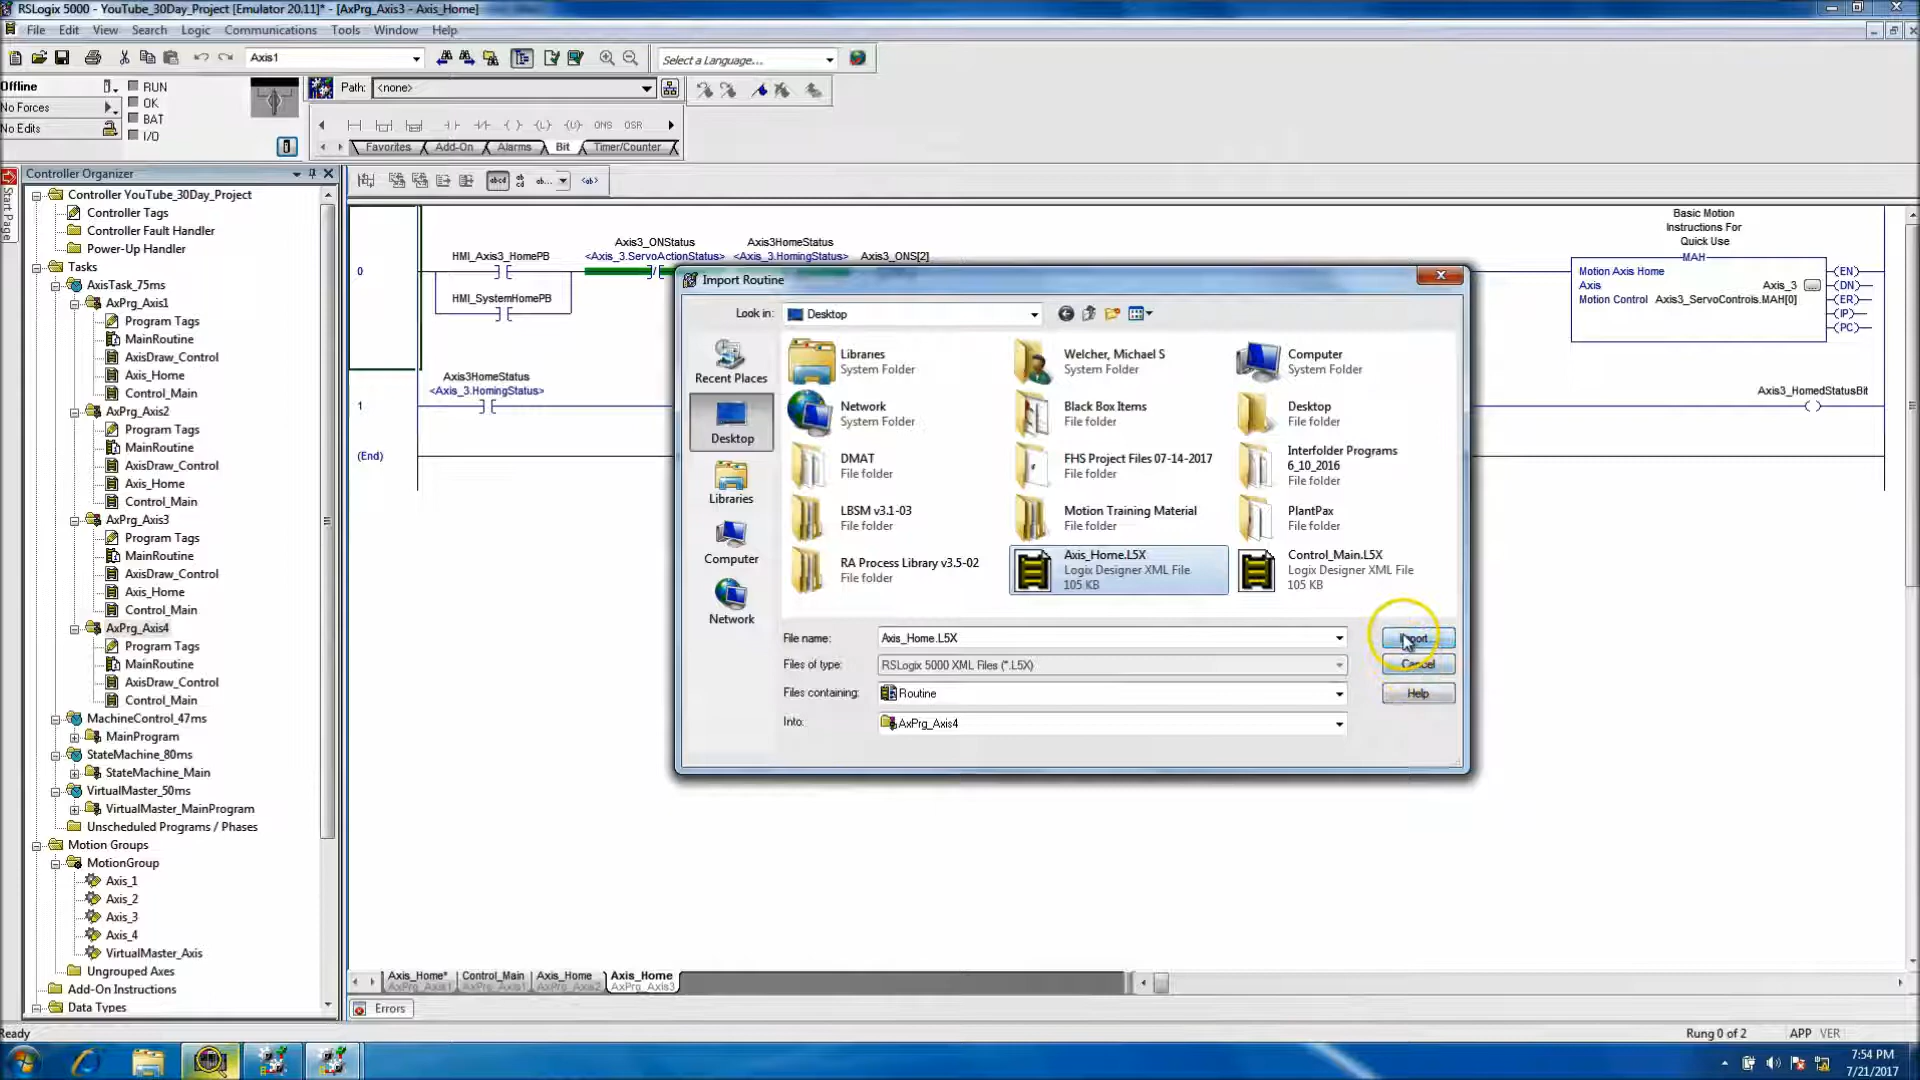 RSLogix 5000 - YouTube_30Day_Project [Emulator 20.11]* - [AxPrg_Axis3 - Axis_Home]
File Edit View Search Logic Communications Tools Window Help
Axis1
Select a Language...
Offline
RUN
No Forces
OK
No Edits
BAT
I/O
Path: <none>
ONS OSR
Favorites Add-On Alarms Bit Timer/Counter
Start Page
Controller Organizer
Controller YouTube_30Day_Project
Controller Tags
Controller Fault Handler
Power-Up Handler
Tasks
AxisTask_75ms
AxPrg_Axis1
Program Tags
MainRoutine
AxisDraw_Control
Axis_Home
Control_Main
AxPrg_Axis2
Program Tags
MainRoutine
AxisDraw_Control
Axis_Home
Control_Main
AxPrg_Axis3
Program Tags
MainRoutine
AxisDraw_Control
Axis_Home
Control_Main
AxPrg_Axis4
Program Tags
MainRoutine
AxisDraw_Control
Control_Main
MachineControl_47ms
MainProgram
StateMachine_80ms
StateMachine_Main
VirtualMaster_50ms
VirtualMaster_MainProgram
Unscheduled Programs / Phases
Motion Groups
MotionGroup
Axis_1
Axis_2
Axis_3
Axis_4
VirtualMaster_Axis
Ungrouped Axes
Add-On Instructions
Data Types
0
HMI_Axis3_HomePB
HMI_SystemHomePB
Axis3_ONStatus
<Axis_3.ServoActionStatus>
Axis3HomeStatus
<Axis_3.HomingStatus>
Axis3_ONS[2]
Basic Motion
Instructions For
Quick Use
MAH
Motion Axis Home
Axis Axis_3
Motion Control Axis3_ServoControls.MAH[0]
(EN)
(DN)
(ER)
(IP)
(PC)
1
Axis3HomeStatus
<Axis_3.HomingStatus>
Axis3_HomedStatusBit
(End)
Import Routine
Look in: Desktop
Recent Places
Desktop
Libraries
Computer
Network
Libraries
System Folder
Welcher, Michael S
System Folder
Computer
System Folder
Network
System Folder
Black Box Items
File folder
Desktop
File folder
DMAT
File folder
FHS Project Files 07-14-2017
File folder
Interfolder Programs
6_10_2016
File folder
LBSM v3.1-03
File folder
Motion Training Material
File folder
PlantPax
File folder
RA Process Library v3.5-02
File folder
Axis_Home.L5X
Logix Designer XML File
105 KB
Control_Main.L5X
Logix Designer XML File
105 KB
File name: Axis_Home.L5X
Import...
Files of type: RSLogix 5000 XML Files (*.L5X)
Cancel
Files containing: Routine
Help
Into: AxPrg_Axis4
Axis_Home* Control_Main Axis_Home Axis_Home
AxPrg_Axis1 AxPrg_Axis1 AxPrg_Axis2 AxPrg_Axis3
Errors
Ready
Rung 0 of 2 APP VER
7:54 PM
7/21/2017